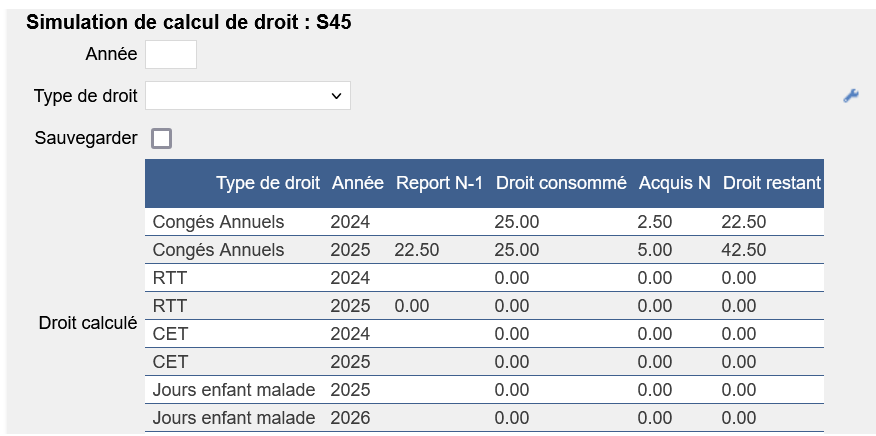 Simulation de calcul de droit : S45
Année
Type de droit
Sauvegarder
Type de droit Année Report N-1 Droit consommé Acquis N Droit restant
Congés Annuels 2024 25.00 2.50 22.50
Congés Annuels 2025 22.50 25.00 5.00 42.50
RTT 2024 0.00 0.00 0.00
RTT 2025 0.00 0.00 0.00 0.00
Droit calculé
CET 2024 0.00 0.00 0.00
CET 2025 0.00 0.00 0.00
Jours enfant malade 2025 0.00 0.00 0.00
Jours enfant malade 2026 0.00 0.00 0.00